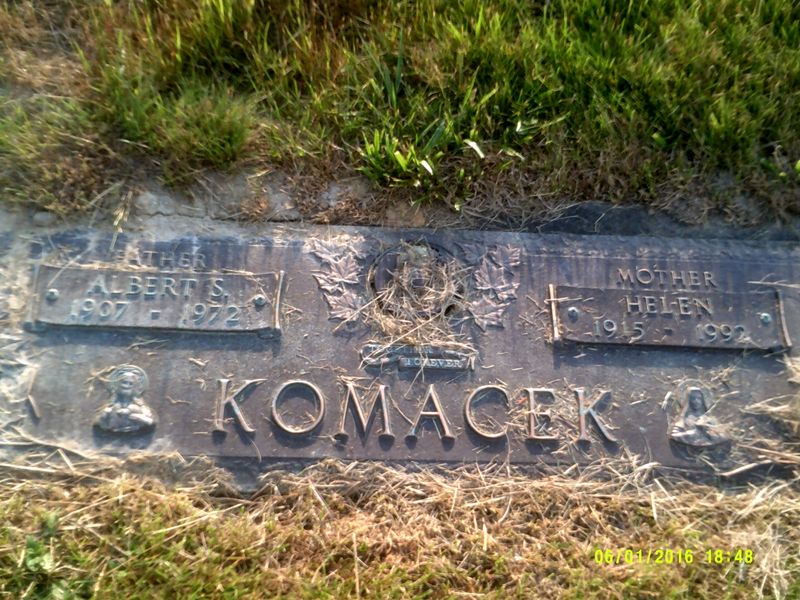 FATHER
ALBERT S.
1907 - 1972
MOTHER
HELEN
1915 - 1992
FOREVER
KOMACEK
06/01/2016 18:48